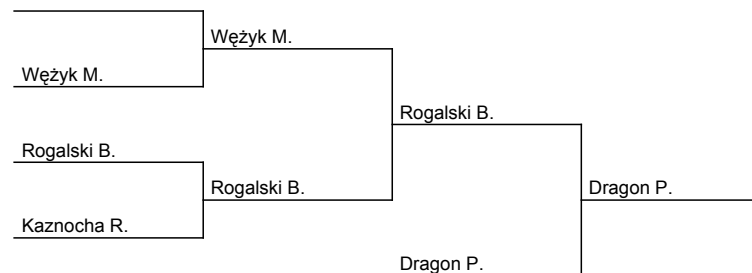 Wężyk M.
Wężyk M.
Rogalski B.
Rogalski B.
Rogalski B.
Dragon P.
Kaznocha R.
Dragon P.